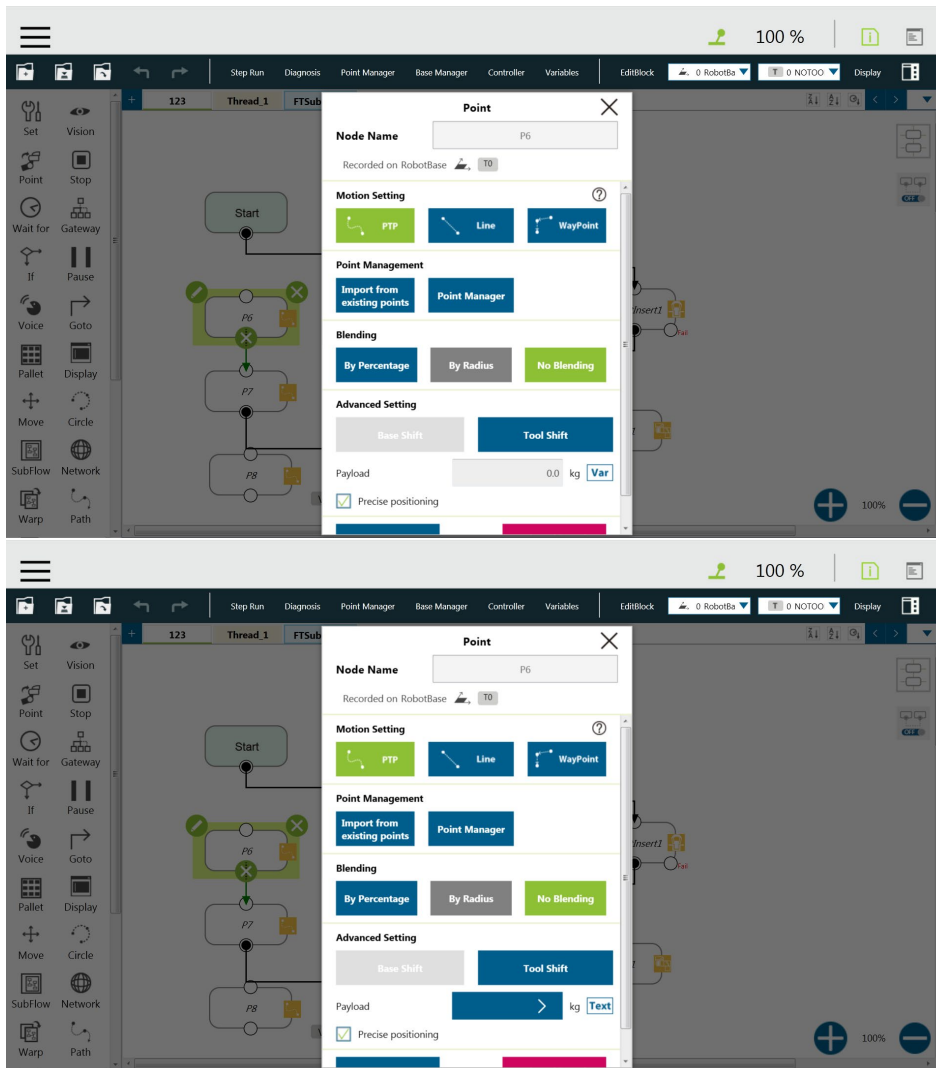 100 %
Step Run Diagnosis Point Manager Base Manager Controller Variables EditBlock 0 RobotBa T 0 NOTOO Display
+ 123 Thread_1 FTSub
Set Vision
Point Stop
Wait for Gateway
If Pause
Voice Goto
Pallet Display
Move Circle
SubFlow Network
Warp Path
Start
P6
P7
P8
Point
Node Name P6
Recorded on RobotBase T0
Motion Setting
PTP Line WayPoint
Point Management
Import from
existing points
Point Manager
Blending
By Percentage By Radius No Blending
Advanced Setting
Base Shift Tool Shift
Payload 0.0 kg Var
Precise positioning
Insert1
Fail
OFF
100%
100 %
Step Run Diagnosis Point Manager Base Manager Controller Variables EditBlock 0 RobotBa T 0 NOTOO Display
+ 123 Thread_1 FTSub
Set Vision
Point Stop
Wait for Gateway
If Pause
Voice Goto
Pallet Display
Move Circle
SubFlow Network
Warp Path
Start
P6
P7
P8
Point
Node Name P6
Recorded on RobotBase T0
Motion Setting
PTP Line WayPoint
Point Management
Import from
existing points
Point Manager
Blending
By Percentage By Radius No Blending
Advanced Setting
Base Shift Tool Shift
Payload kg Text
Precise positioning
Insert1
Fail
OFF
100%